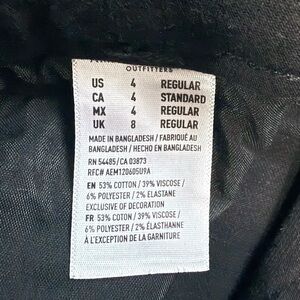 OUTFITTERS
US 4 REGULAR
CA 4 STANDARD
MX 4 REGULAR
UK 8 REGULAR
MADE IN BANGLADESH / FABRIQUÉ AU
BANGLADESH / HECHO EN BANGLADESH
RN 54485/CA 03873
RFC# AEM120605U9A
EN 53% COTTON / 39% VISCOSE /
6% POLYESTER / 2% ELASTANE
EXCLUSIVE OF DECORATION
FR 53% COTON / 39% VISCOSE /
6% POLYESTER / 2% ÉLASTHANNE
À L'EXCEPTION DE LA GARNITURE